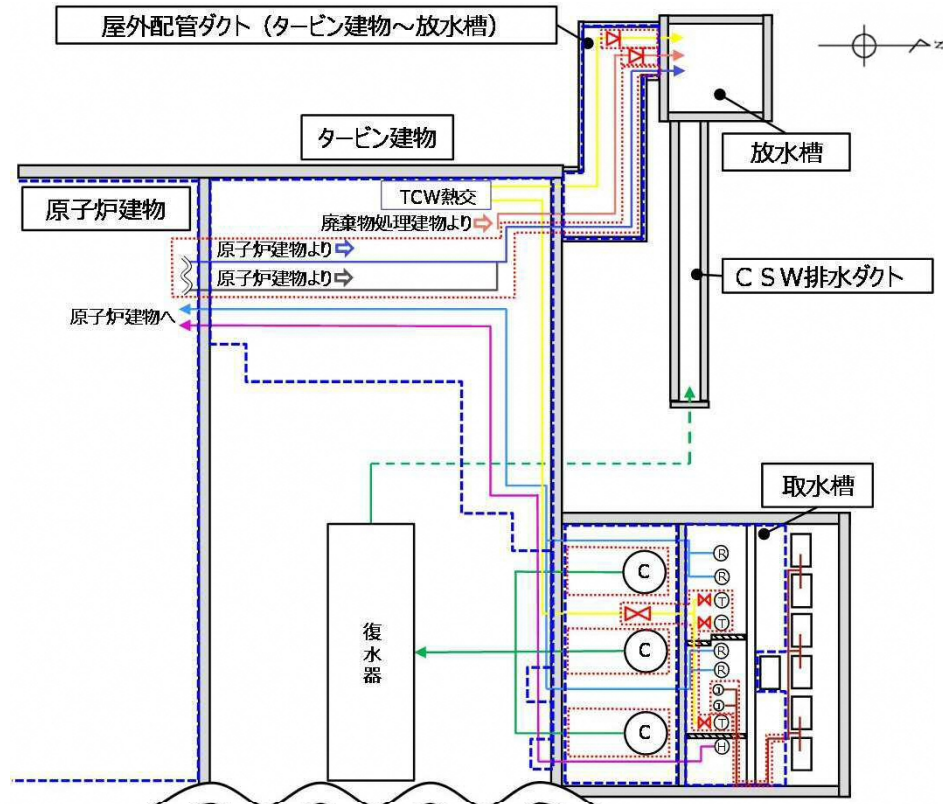 屋外配管ダクト（タービン建物～放水槽）
N
タービン建物
放水槽
原子炉建物
TCW熱交
廃棄物処理建物より
原子炉建物より
原子炉建物より
ＣＳＷ排水ダクト
原子炉建物へ
取水槽
C
R
R
T
T
C
復水器
R
R
T
C
H